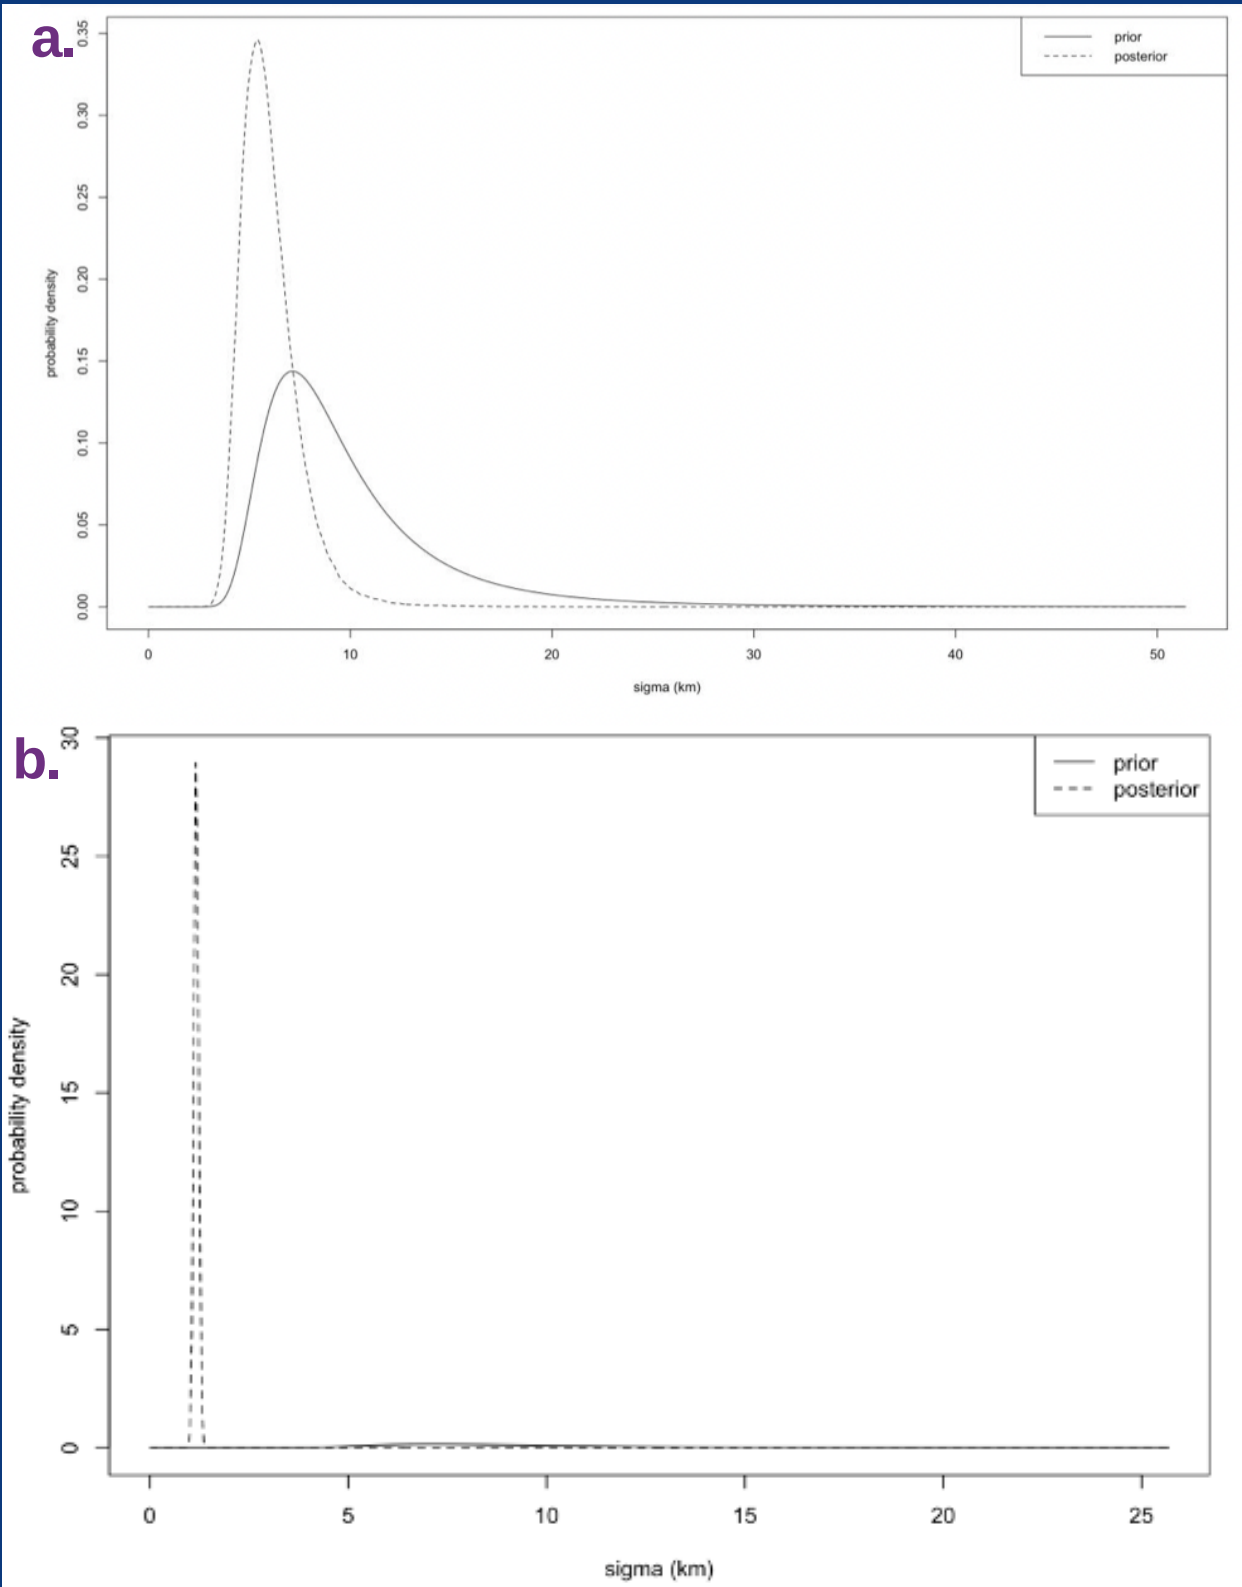 a.
prior
posterior
0.35
0.30
0.25
0.20
0.15
0.10
0.05
0.00
probability density
0 10 20 30 40 50
sigma (km)
b.
prior
posterior
30
25
20
15
10
5
0
probability density
0 5 10 15 20 25
sigma (km)